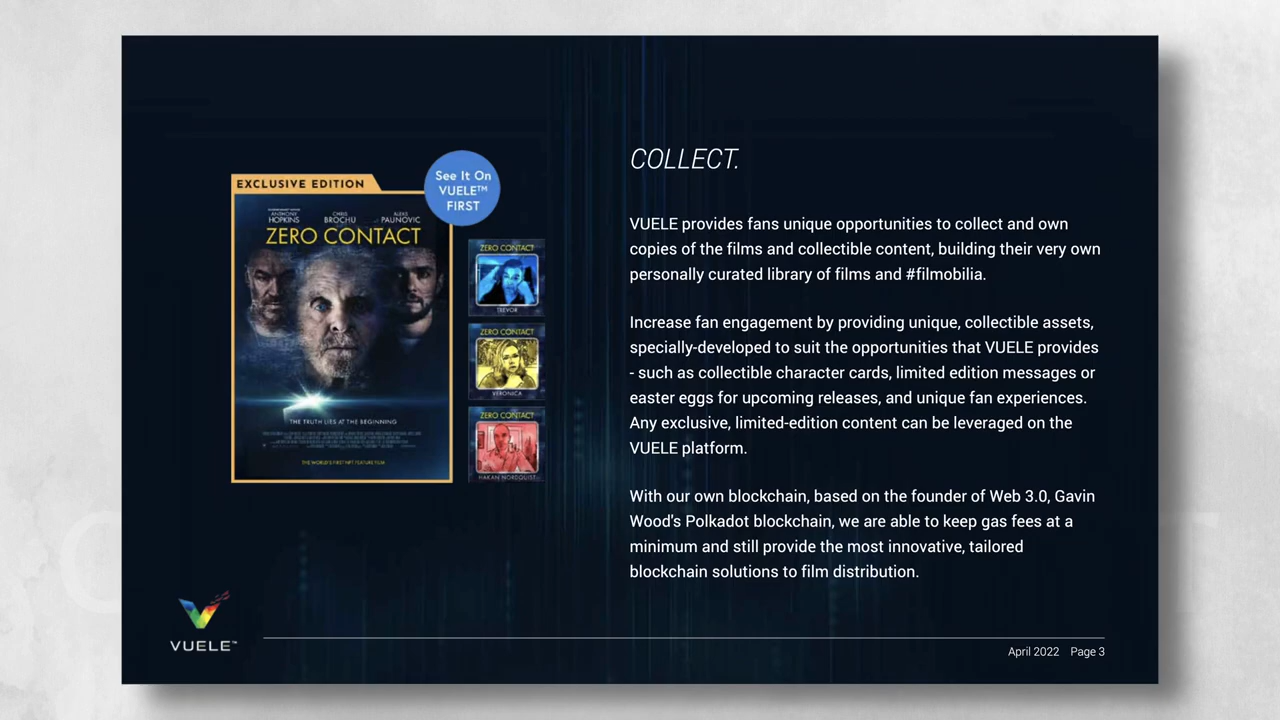 EXCLUSIVE EDITION
See It On
VUELE™
FIRST
ANTHONY HOPKINS
CHRIS BROCHU
ALEKS PAUNOVIC
ZERO CONTACT
THE TRUTH LIES AT THE BEGINNING
THE WORLD'S FIRST NFT FEATURE FILM
ZERO CONTACT
TREVOR
ZERO CONTACT
VERONICA
ZERO CONTACT
HAKAN NORDQUIST
COLLECT.
VUELE provides fans unique opportunities to collect and own
copies of the films and collectible content, building their very own
personally curated library of films and #filmobilia.
Increase fan engagement by providing unique, collectible assets,
specially-developed to suit the opportunities that VUELE provides
- such as collectible character cards, limited edition messages or
easter eggs for upcoming releases, and unique fan experiences.
Any exclusive, limited-edition content can be leveraged on the
VUELE platform.
With our own blockchain, based on the founder of Web 3.0, Gavin
Wood's Polkadot blockchain, we are able to keep gas fees at a
minimum and still provide the most innovative, tailored
blockchain solutions to film distribution.
VUELE™
April 2022 Page 3